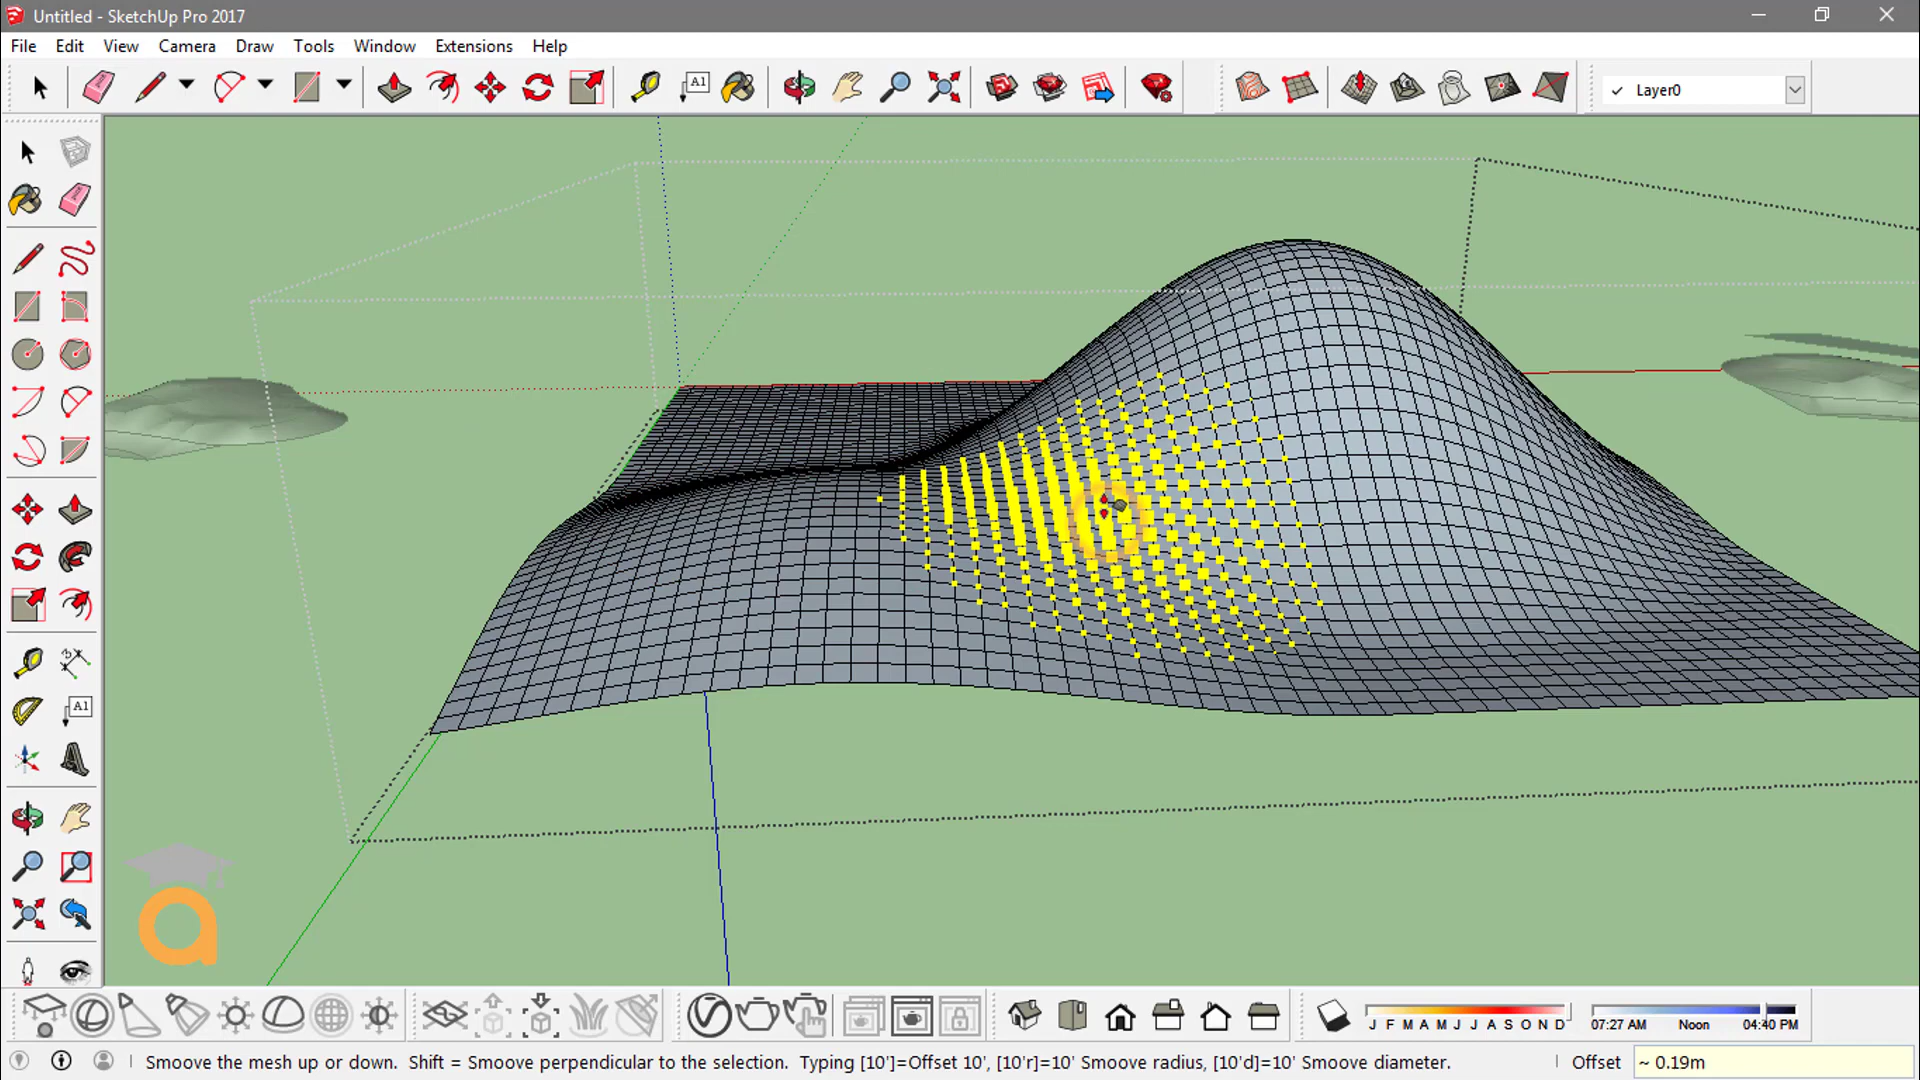 Untitled - SketchUp Pro 2017
File Edit View Camera Draw Tools Window Extensions Help
A1
Layer0
A1
J F M A M J J A S O N D
07:27 AM Noon 04:40 PM
Smoove the mesh up or down. Shift = Smoove perpendicular to the selection. Typing [10']=Offset 10', [10'r]=10' Smoove radius, [10'd]=10' Smoove diameter.
Offset ~ 0.19m